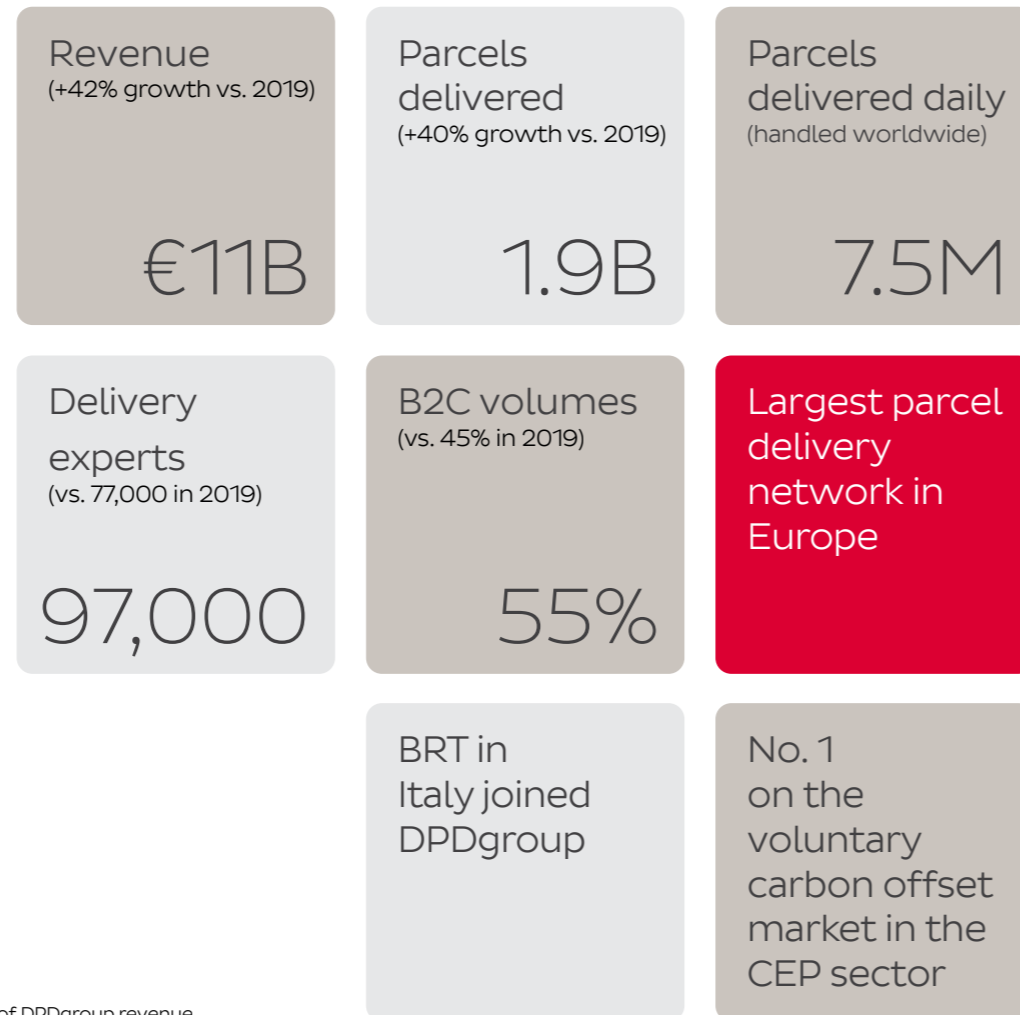 Revenue
(+42% growth vs. 2019)
€11B
Parcels
delivered
(+40% growth vs. 2019)
1.9B
Parcels
delivered daily
(handled worldwide)
7.5M
Delivery
experts
(vs. 77,000 in 2019)
97,000
B2C volumes
(vs. 45% in 2019)
55%
Largest parcel
delivery
network in
Europe
BRT in
Italy joined
DPDgroup
No. 1
on the
voluntary
carbon offset
market in the
CEP sector
of DPDgroup revenue